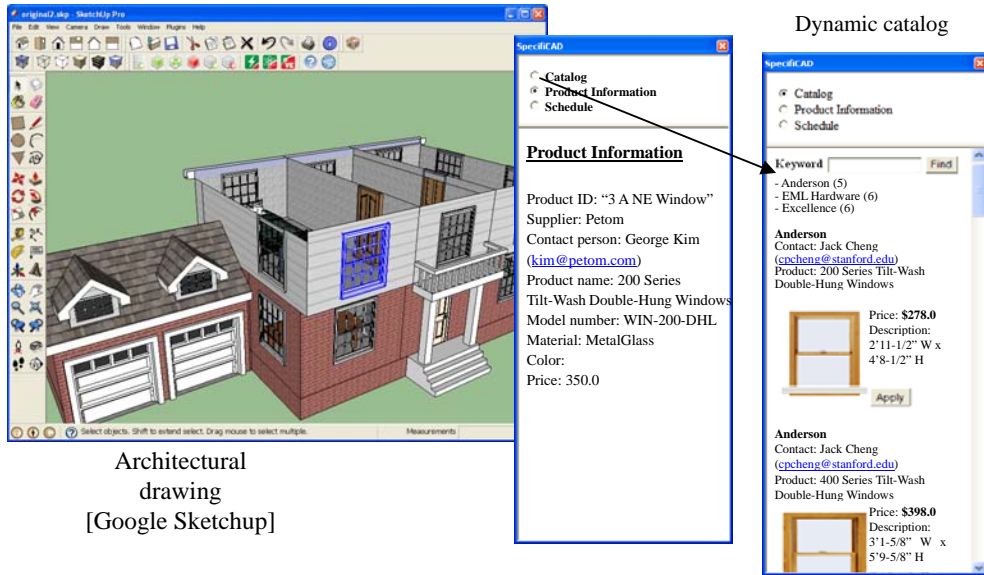 original2.skp - SketchUp Pro
File Edit View Camera Draw Tools Window Plugins Help
Select objects. Shift to extend select. Drag mouse to select multiple.
Measurements
Architectural
drawing
[Google Sketchup]
SpecifiCAD
Catalog
Product Information
Schedule
Product Information
Product ID: “3 A NE Window”
Supplier: Petom
Contact person: George Kim
(kim@petom.com)
Product name: 200 Series
Tilt-Wash Double-Hung Windows
Model number: WIN-200-DHL
Material: MetalGlass
Color:
Price: 350.0
Dynamic catalog
SpecifiCAD
Catalog
Product Information
Schedule
Keyword Find
- Anderson (5)
- EML Hardware (6)
- Excellence (6)
Anderson
Contact: Jack Cheng
(cpcheng@stanford.edu)
Product: 200 Series Tilt-Wash
Double-Hung Windows
Price: $278.0
Description:
2’11-1/2” W x
4’8-1/2” H
Apply
Anderson
Contact: Jack Cheng
(cpcheng@stanford.edu)
Product: 400 Series Tilt-Wash
Double-Hung Windows
Price: $398.0
Description:
3’1-5/8” W x
5’9-5/8” H